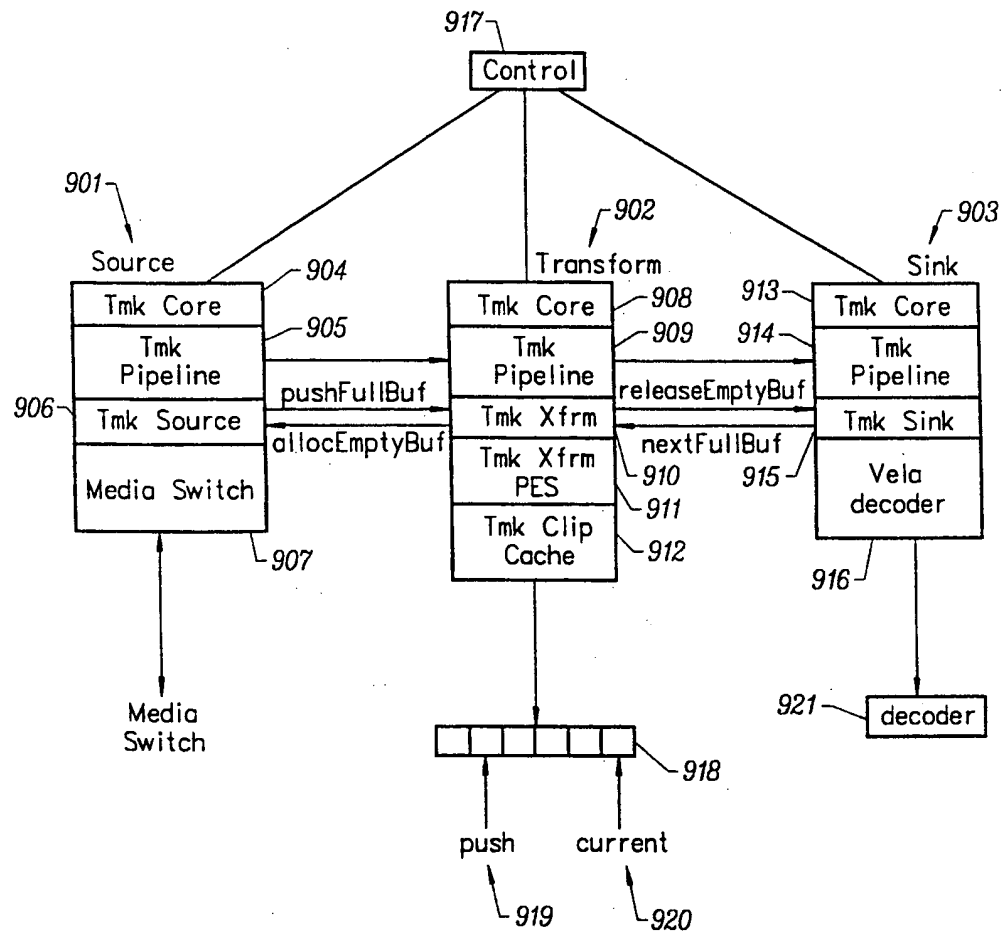 917
Control
901
902
903
Source
Transform
Sink
904
908
913
Tmk Core
Tmk Core
Tmk Core
905
909
914
Tmk
Pipeline
Tmk
Pipeline
Tmk
Pipeline
906
pushFullBuf
releaseEmptyBuf
Tmk Source
Tmk Xfrm
Tmk Sink
allocEmptyBuf
nextFullBuf
910
915
Media Switch
Tmk Xfrm
PES
911
Vela
decoder
907
Tmk Clip
Cache
912
916
Media
Switch
921
decoder
918
push
current
919
920